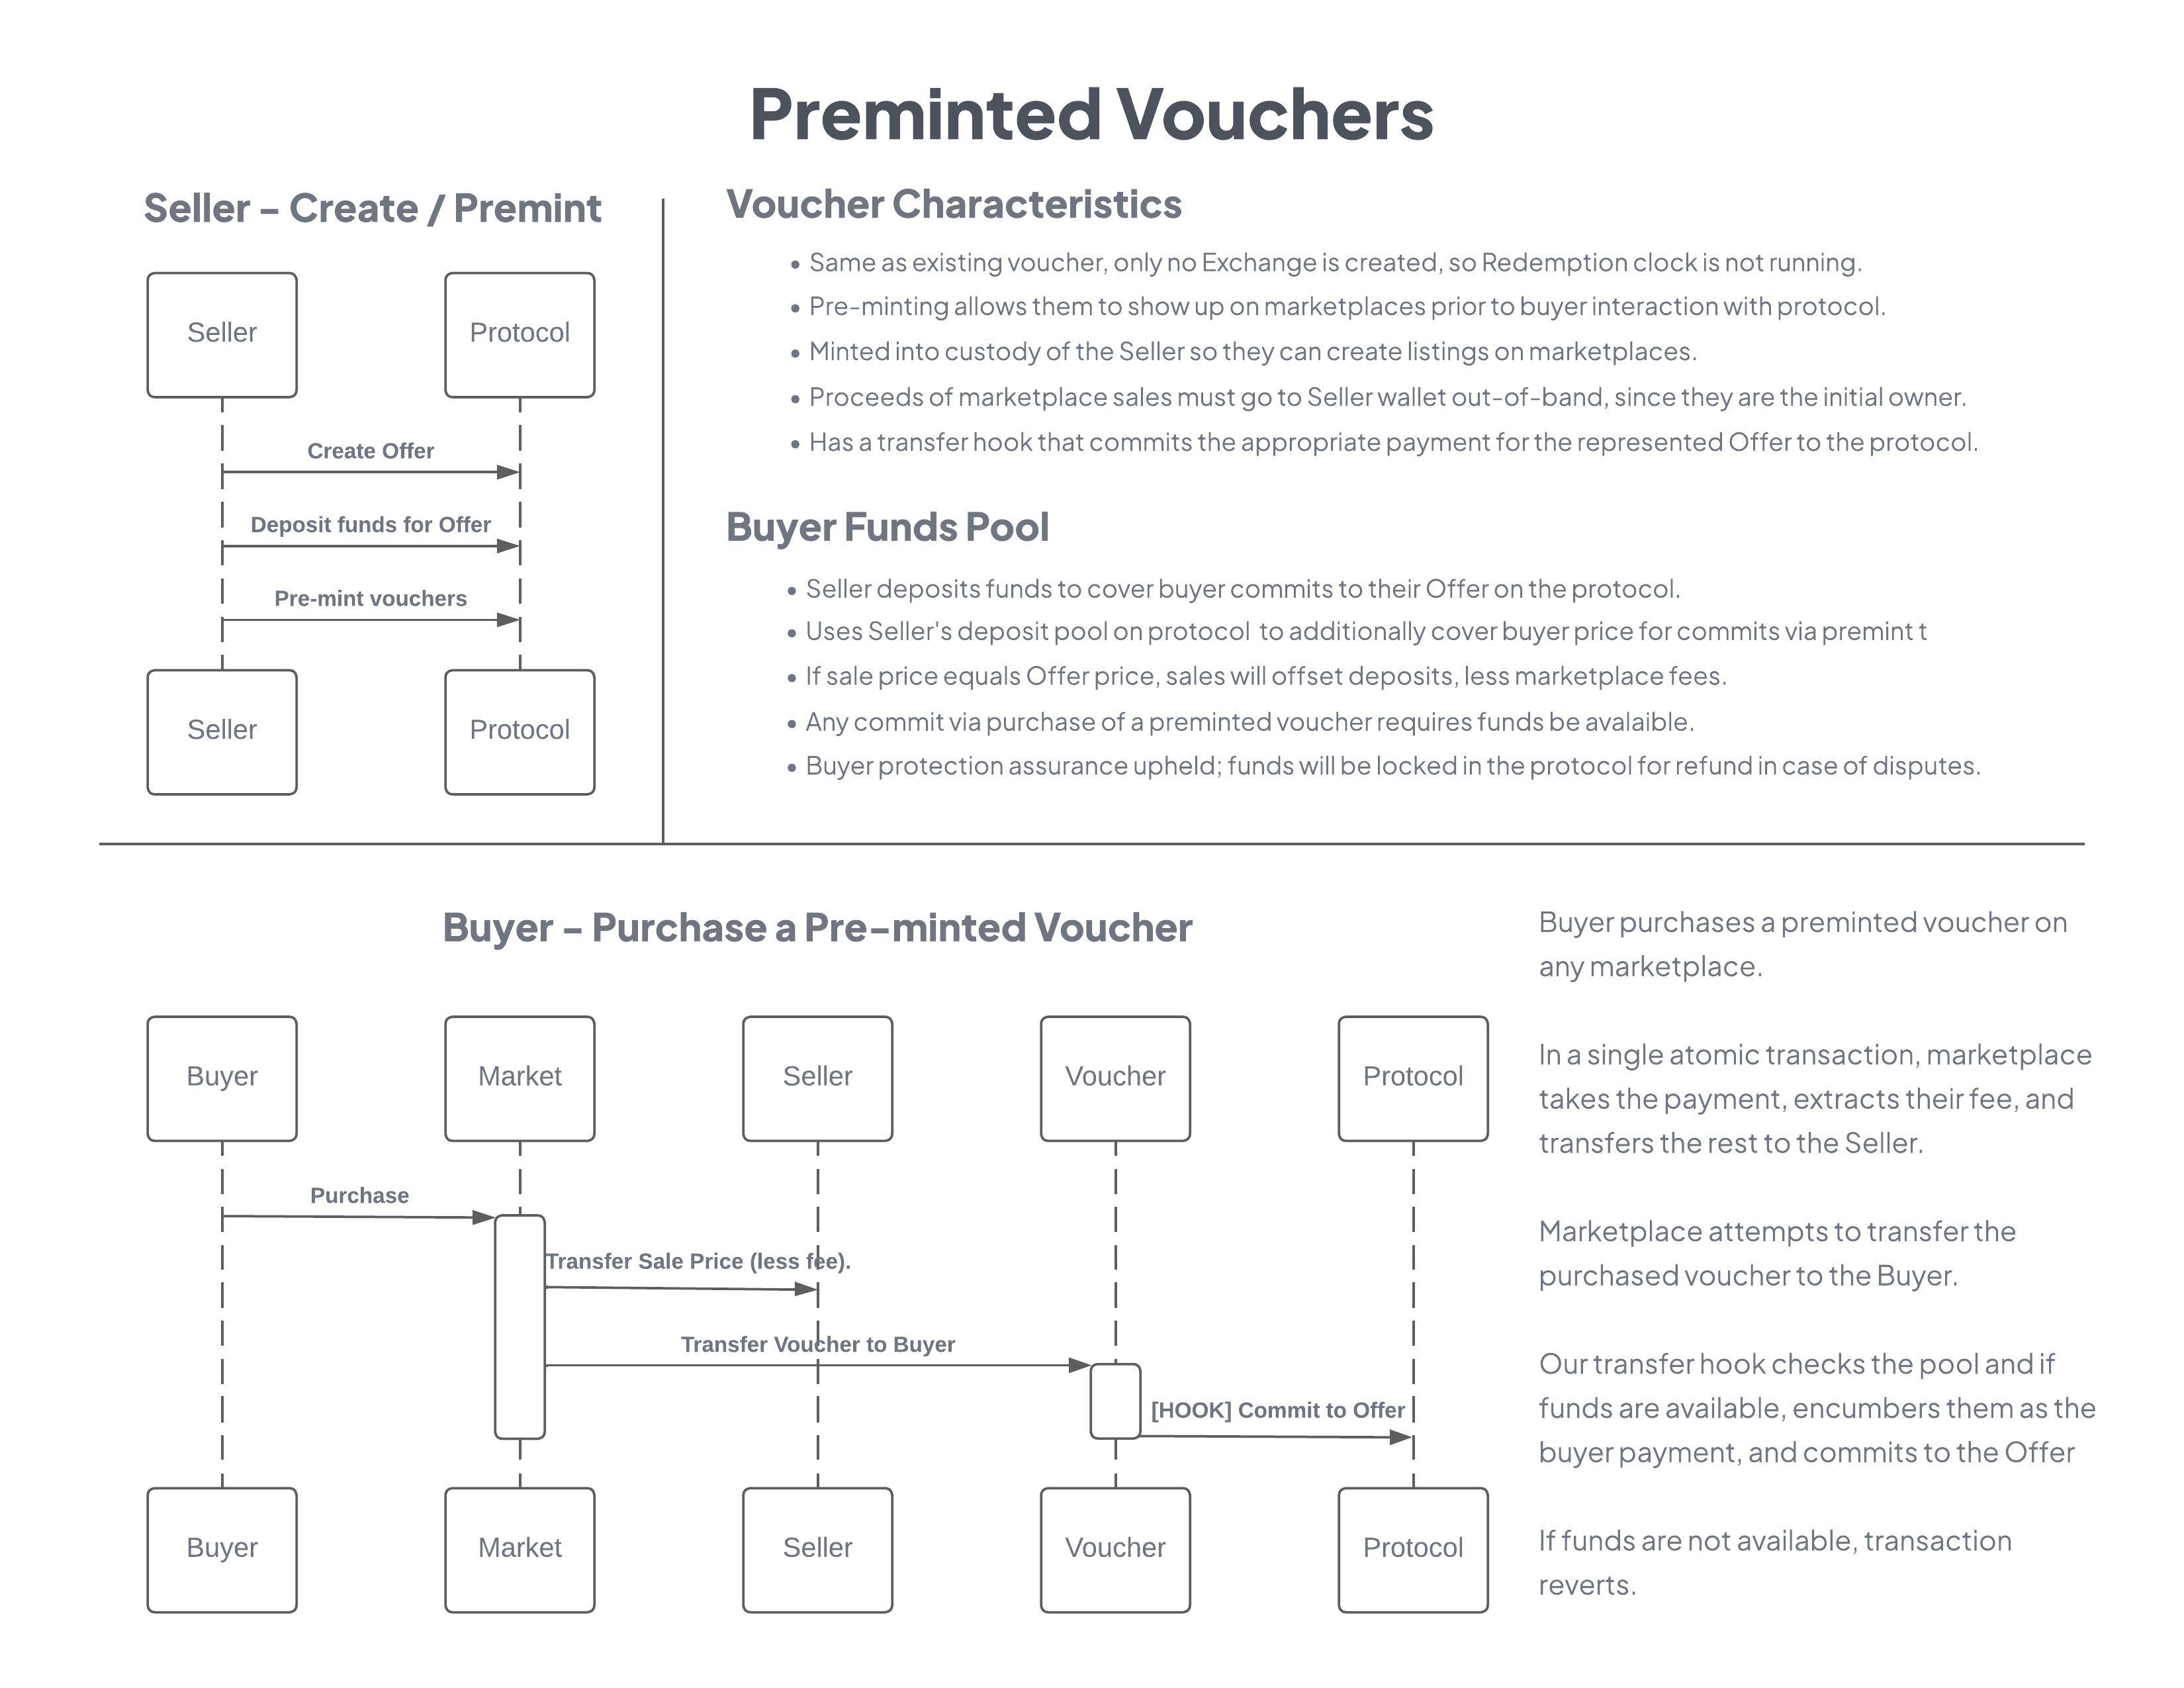 Preminted Vouchers
Seller – Create / Premint
Seller
Protocol
Create Offer
Deposit funds for Offer
Pre-mint vouchers
Seller
Protocol
Voucher Characteristics
• Same as existing voucher, only no Exchange is created, so Redemption clock is not running.
• Pre-minting allows them to show up on marketplaces prior to buyer interaction with protocol.
• Minted into custody of the Seller so they can create listings on marketplaces.
• Proceeds of marketplace sales must go to Seller wallet out-of-band, since they are the initial owner.
• Has a transfer hook that commits the appropriate payment for the represented Offer to the protocol.
Buyer Funds Pool
• Seller deposits funds to cover buyer commits to their Offer on the protocol.
• Uses Seller's deposit pool on protocol  to additionally cover buyer price for commits via premint t
• If sale price equals Offer price, sales will offset deposits, less marketplace fees.
• Any commit via purchase of a preminted voucher requires funds be avalaible.
• Buyer protection assurance upheld; funds will be locked in the protocol for refund in case of disputes.
Buyer – Purchase a Pre-minted Voucher
Buyer
Market
Seller
Voucher
Protocol
Purchase
Transfer Sale Price (less fee).
Transfer Voucher to Buyer
[HOOK] Commit to Offer
Buyer
Market
Seller
Voucher
Protocol
Buyer purchases a preminted voucher on
any marketplace.
In a single atomic transaction, marketplace
takes the payment, extracts their fee, and
transfers the rest to the Seller.
Marketplace attempts to transfer the
purchased voucher to the Buyer.
Our transfer hook checks the pool and if
funds are available, encumbers them as the
buyer payment, and commits to the Offer
If funds are not available, transaction
reverts.